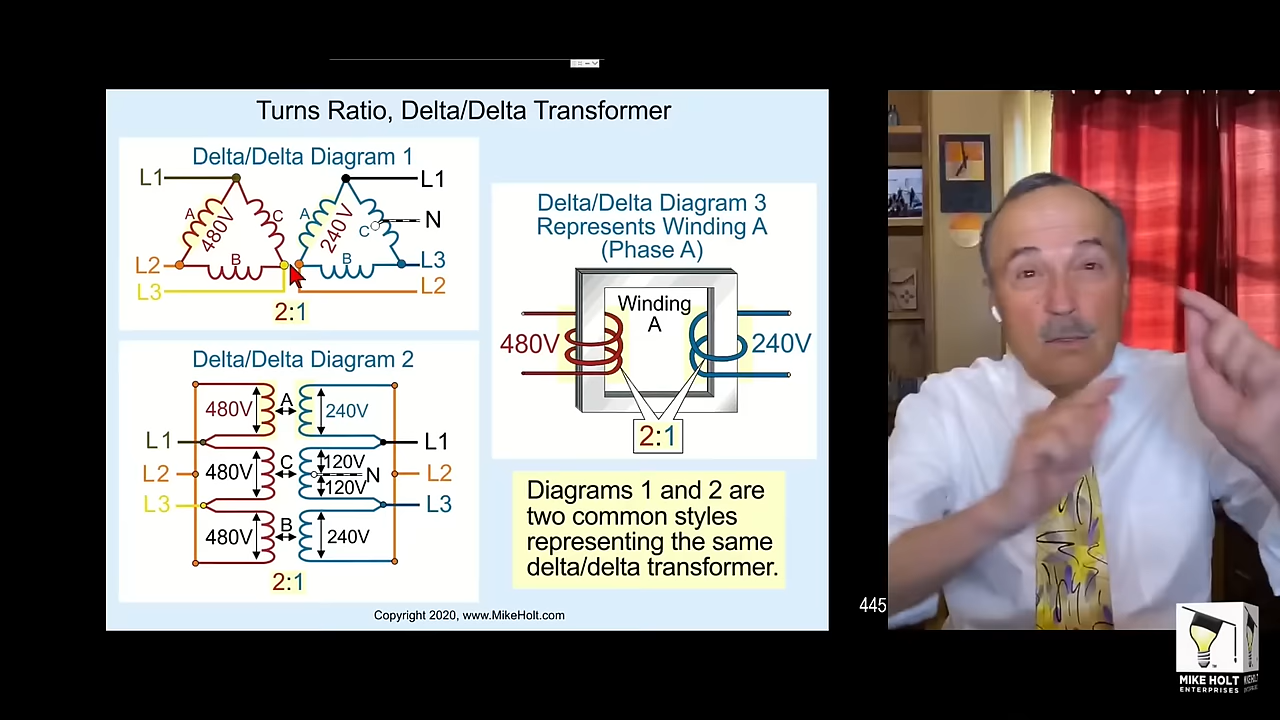 Turns Ratio, Delta/Delta Transformer
Delta/Delta Diagram 1
L1
L1
A
480V
C
A
240V
C
N
B
B
L2
L3
L3
L2
2:1
Delta/Delta Diagram 2
480V
A
240V
L1
L1
480V
C
120V
N
120V
L2
L2
L3
L3
480V
B
240V
2:1
Delta/Delta Diagram 3
Represents Winding A
(Phase A)
Winding
A
480V
240V
2:1
Diagrams 1 and 2 are
two common styles
representing the same
delta/delta transformer.
Copyright 2020, www.MikeHolt.com
445
MIKE HOLT
ENTERPRISES